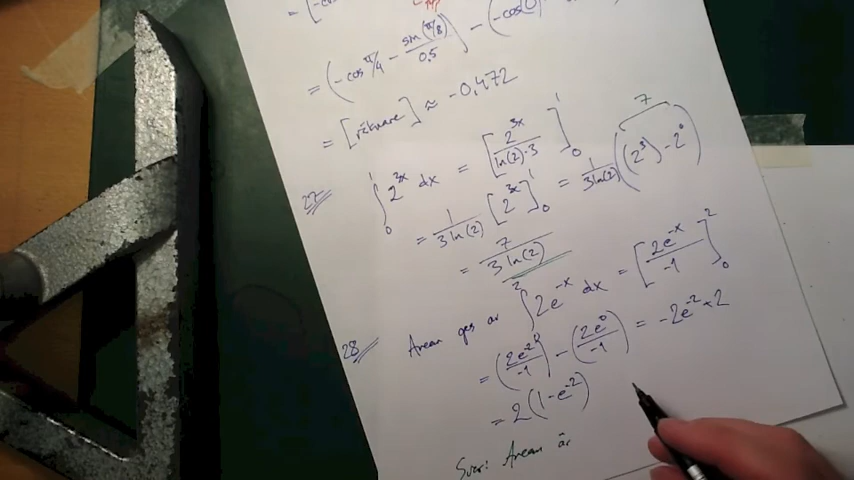 = (-cos π/4 - sin(π/8)/0,5) - (-cos(0)
= [räknare] ≈ -0,472
27 ∫₀¹ 2^{3x} dx = [2^{3x}/(ln(2)·3)]₀¹ = 1/(3ln(2)) ((2³) - 2⁰) 7
= 1/(3ln(2)) [2^{3x}]₀¹
= 7/(3ln(2))
28 Arean ges av ∫₀² 2e^{-x} dx = [2e^{-x}/-1]₀²
= (2e^{-2}/-1) - (2e⁰/-1) = -2e^{-2}+2
= 2(1-e^{-2})
Svar: Arean är